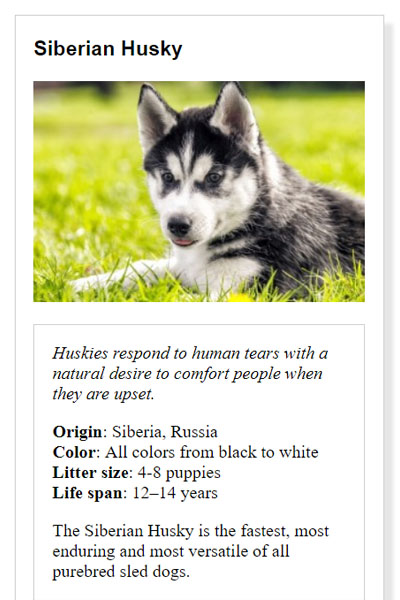 Siberian Husky
Huskies respond to human tears with a
natural desire to comfort people when
they are upset.
Origin: Siberia, Russia
Color: All colors from black to white
Litter size: 4-8 puppies
Life span: 12–14 years
The Siberian Husky is the fastest, most
enduring and most versatile of all
purebred sled dogs.